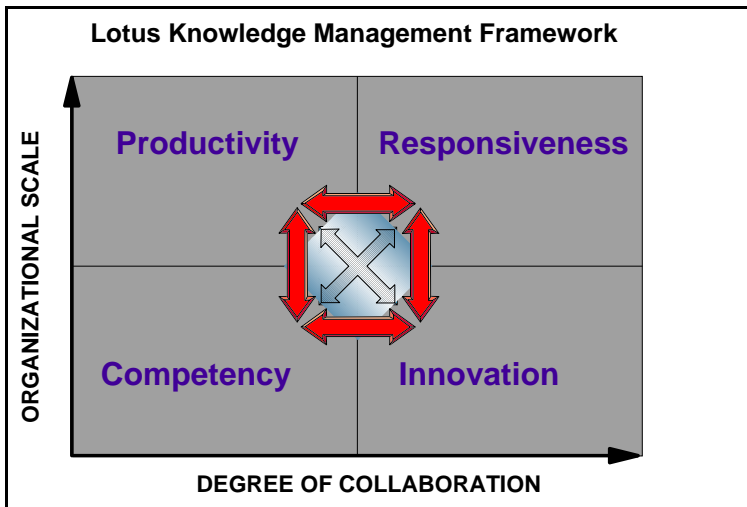 Lotus Knowledge Management Framework
Productivity
Responsiveness
ORGANIZATIONAL SCALE
Competency
Innovation
DEGREE OF COLLABORATION